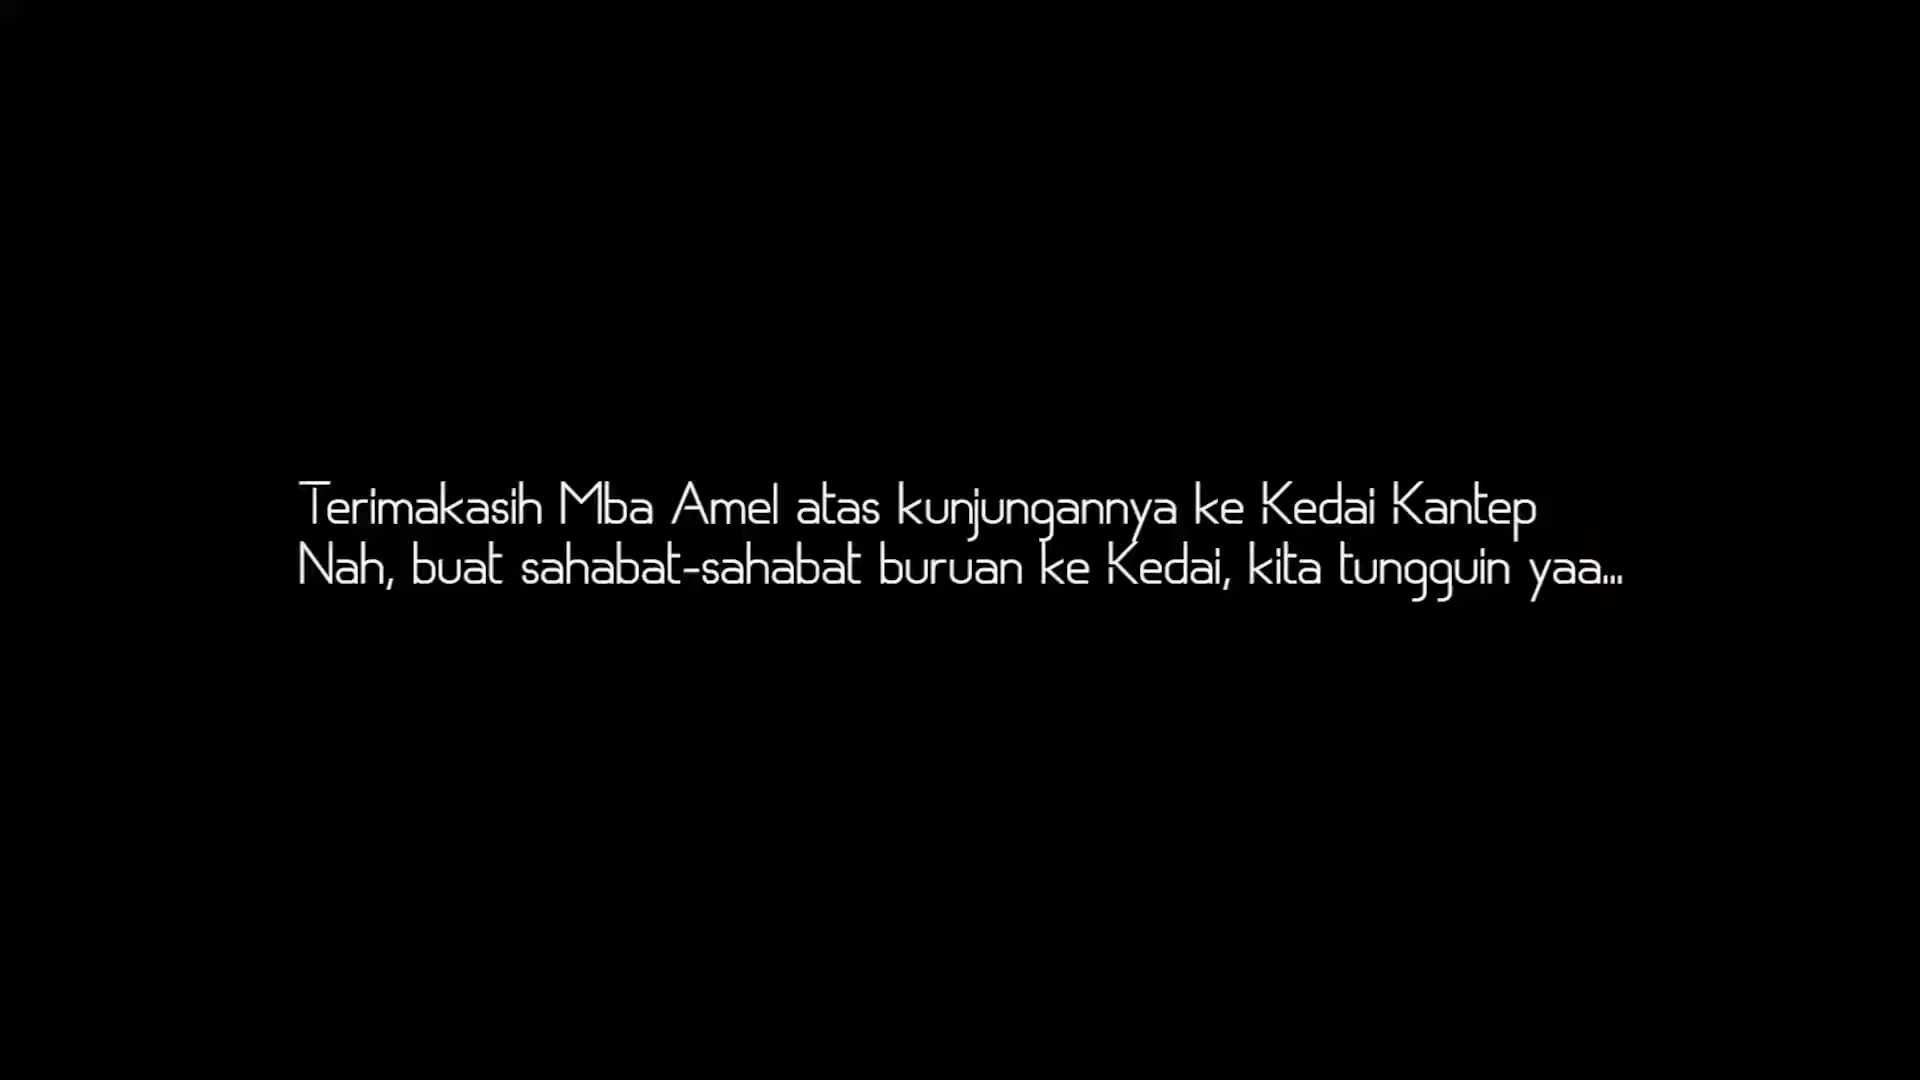 Terimakasih Mba Amel atas kunjungannya ke Kedai Kantep
Nah, buat sahabat-sahabat buruan ke Kedai, kita tungguin yaa...